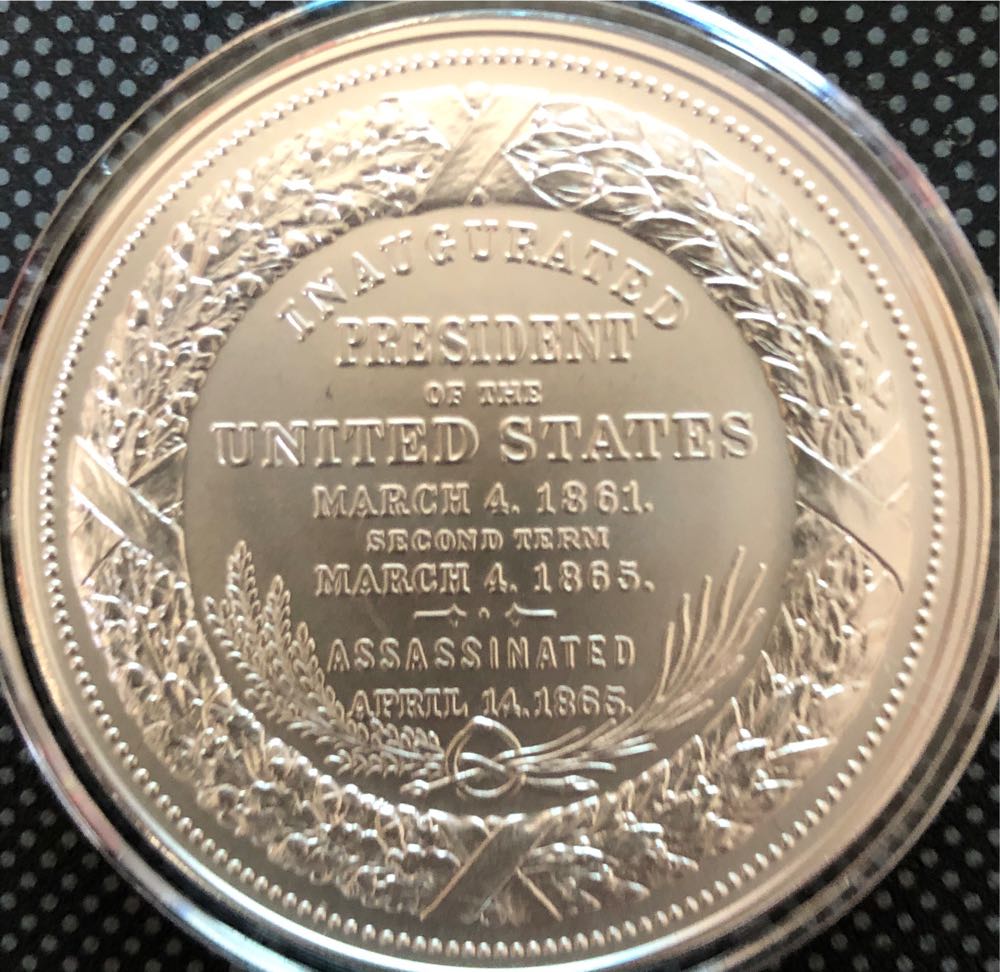 INAUGURATED
PRESIDENT
OF THE
UNITED STATES
MARCH 4. 1861.
SECOND TERM
MARCH 4. 1865.
ASSASSINATED
APRIL 14. 1865.